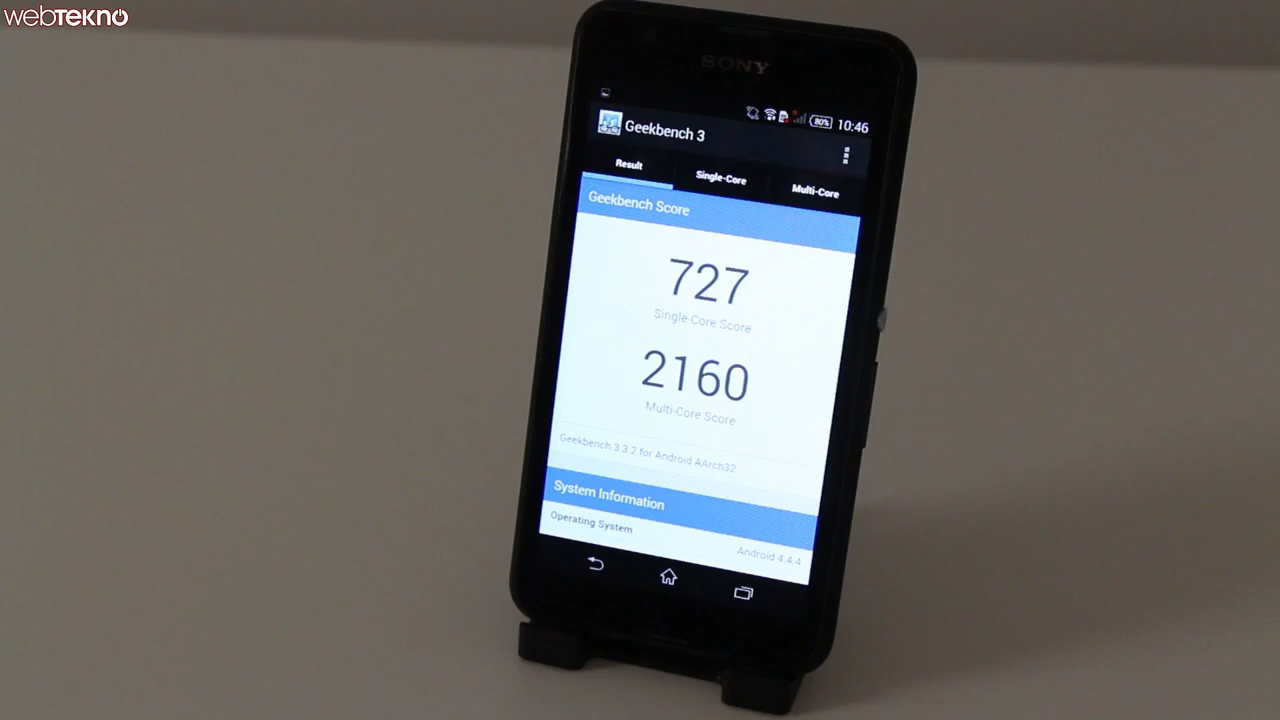 webTEKNO
SONY
80% 10:46
Geekbench 3
Result Single-Core Multi-Core
Geekbench Score
727
Single-Core Score
2160
Multi-Core Score
Geekbench 3.3.2 for Android AArch32
System Information
Operating System Android 4.4.4